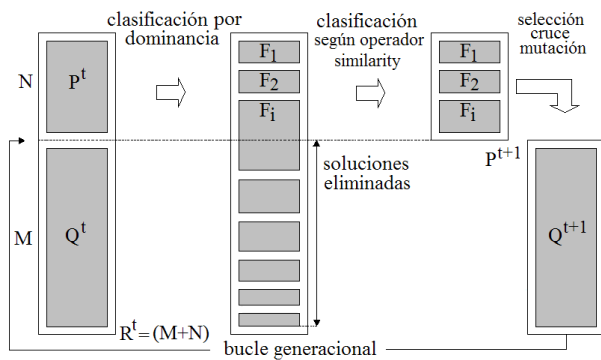 clasificación por
dominancia
clasificación
según operador
similarity
selección
cruce
mutación
N
P^t
F_1
F_2
F_i
F_1
F_2
F_i
P^{t+1}
soluciones
eliminadas
M
Q^t
Q^{t+1}
R^t=(M+N)
bucle generacional